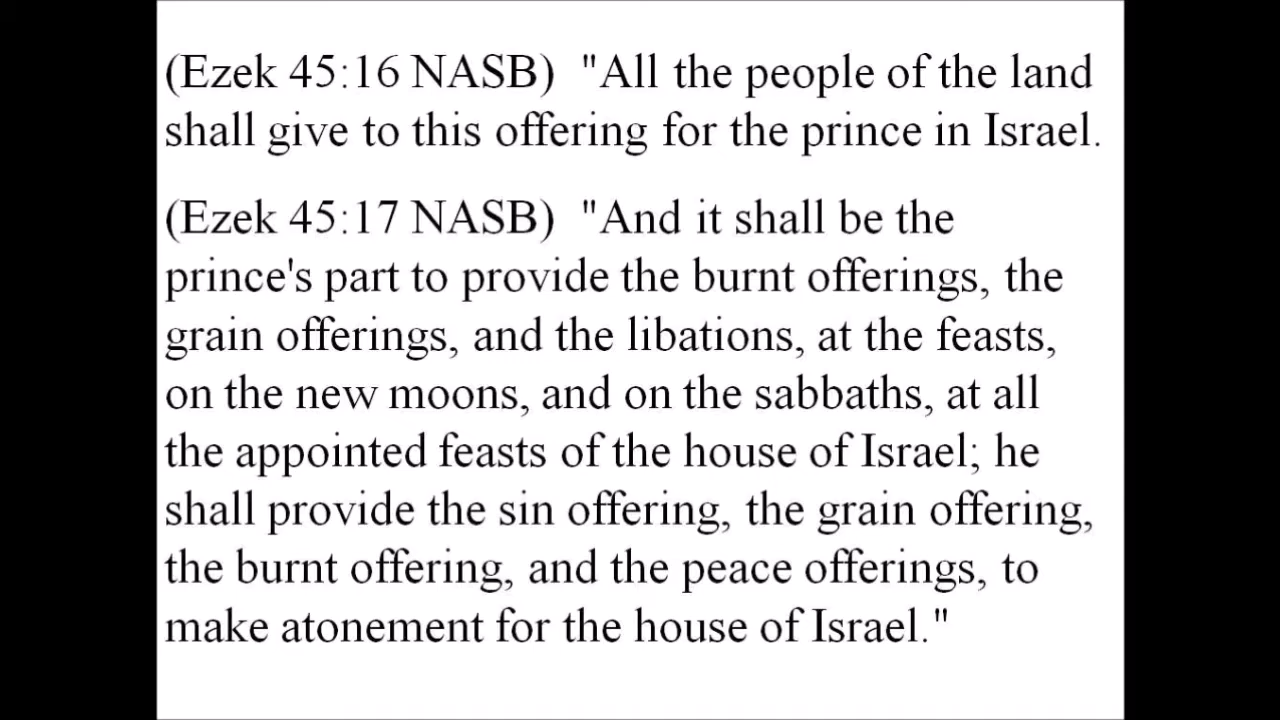 (Ezek 45:16 NASB)  "All the people of the land
shall give to this offering for the prince in Israel.
(Ezek 45:17 NASB)  "And it shall be the
prince's part to provide the burnt offerings, the
grain offerings, and the libations, at the feasts,
on the new moons, and on the sabbaths, at all
the appointed feasts of the house of Israel; he
shall provide the sin offering, the grain offering,
the burnt offering, and the peace offerings, to
make atonement for the house of Israel."